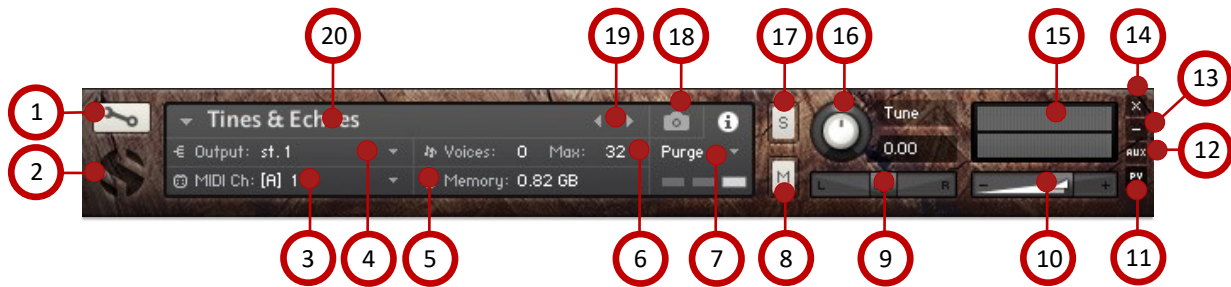 20 19 18 17 16 15 14
13
1
2
12
Tines & Echoes
i
S
Tune
×
−
Output: st.1
Voices: 0 Max: 32
Purge
0.00
AUX
MIDI Ch: [A] 1
Memory: 0.82 GB
M
L R
− +
PV
3 4 5 6 7 8 9 10 11